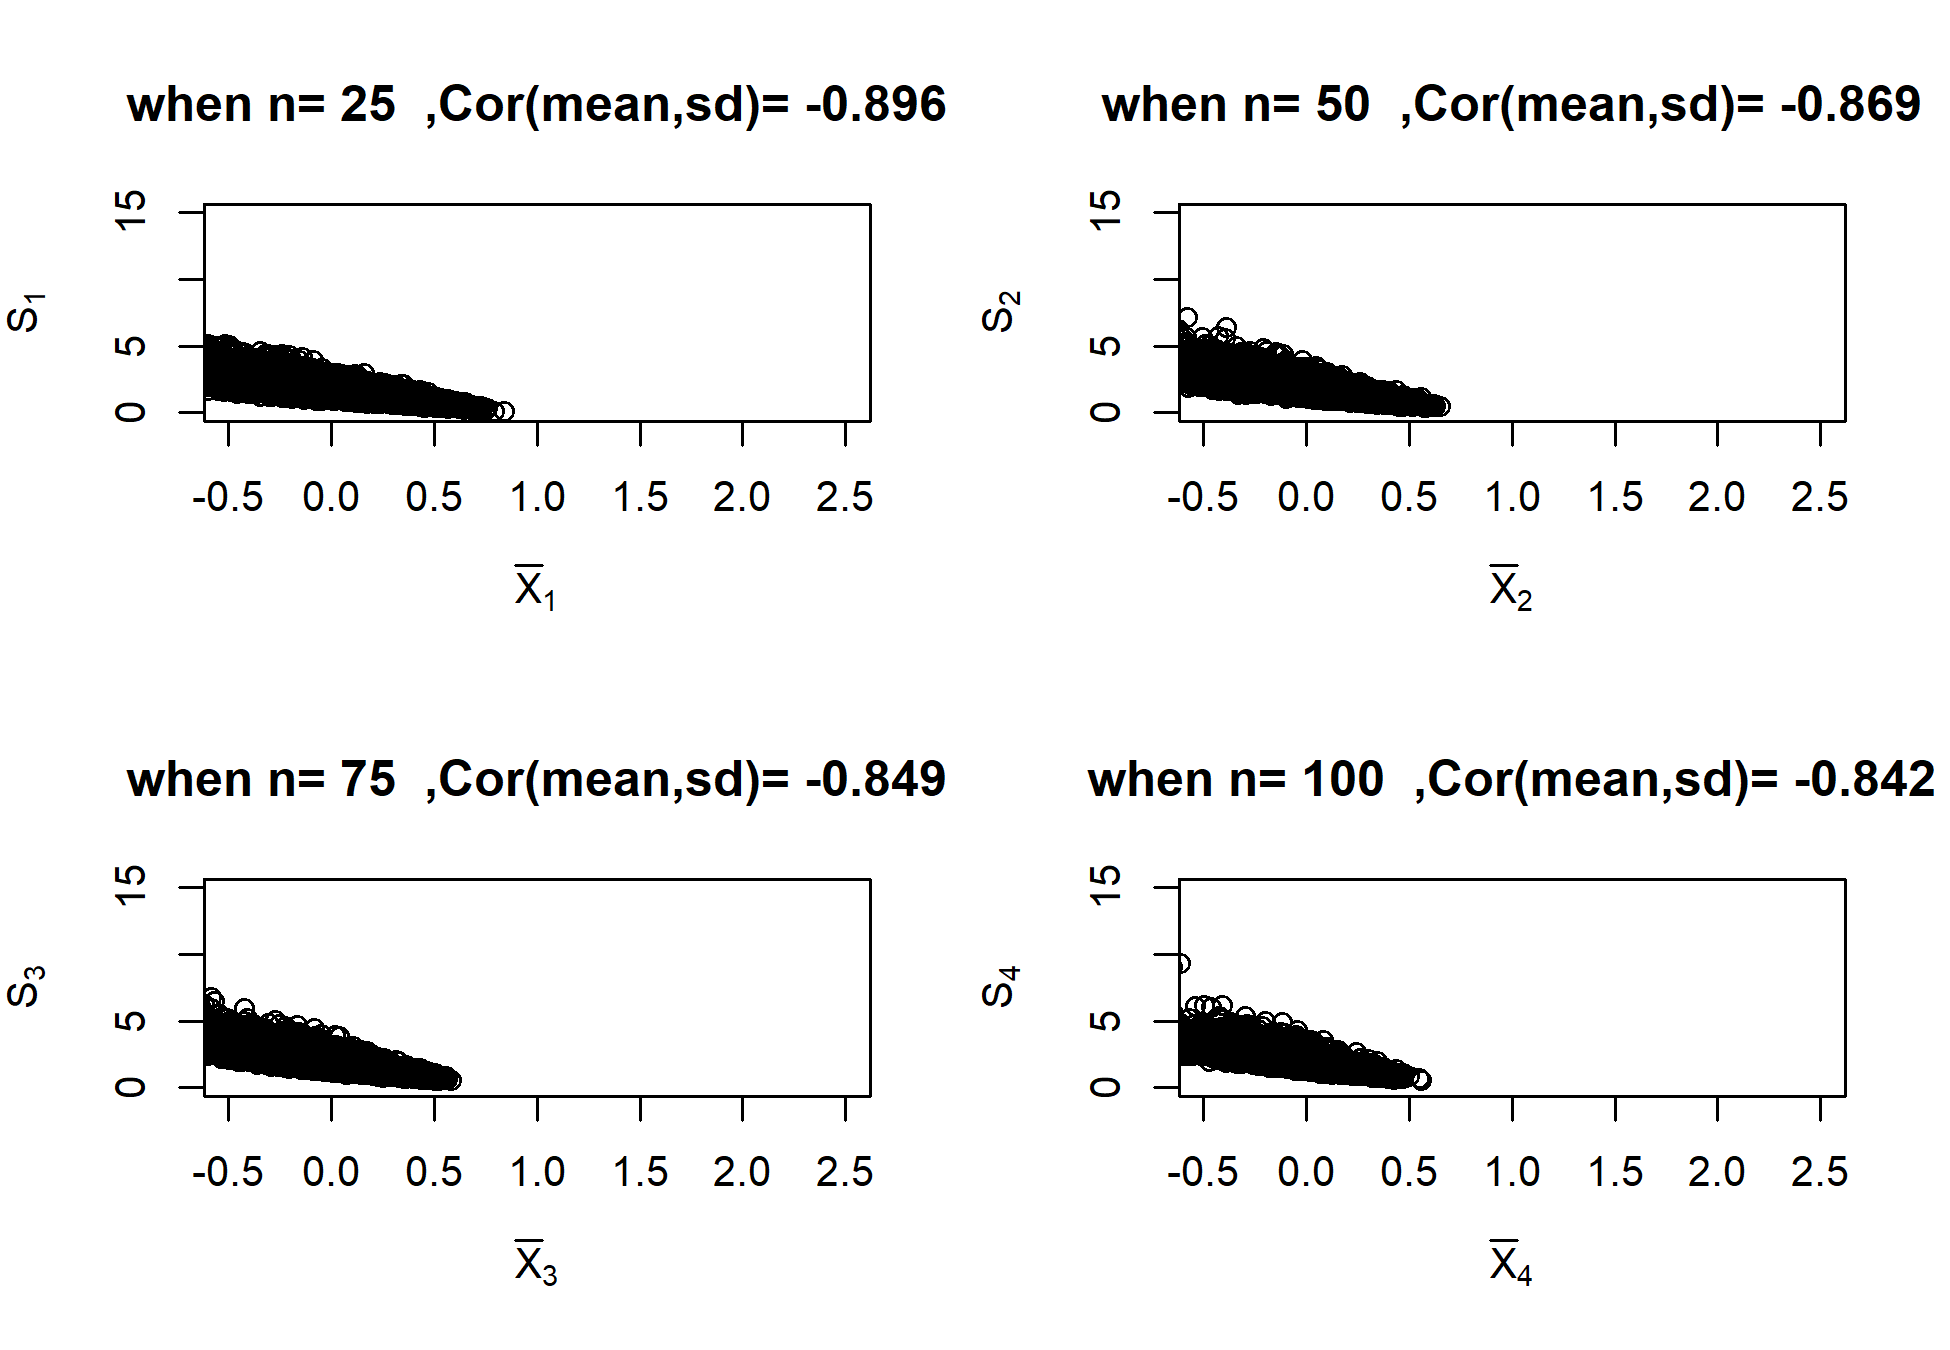 when n= 25  ,Cor(mean,sd)= -0.896
S1
15
5
0
-0.5 0.0 0.5 1.0 1.5 2.0 2.5
X̅1
when n= 50  ,Cor(mean,sd)= -0.869
S2
15
5
0
-0.5 0.0 0.5 1.0 1.5 2.0 2.5
X̅2
when n= 75  ,Cor(mean,sd)= -0.849
S3
15
5
0
-0.5 0.0 0.5 1.0 1.5 2.0 2.5
X̅3
when n= 100  ,Cor(mean,sd)= -0.842
S4
15
5
0
-0.5 0.0 0.5 1.0 1.5 2.0 2.5
X̅4